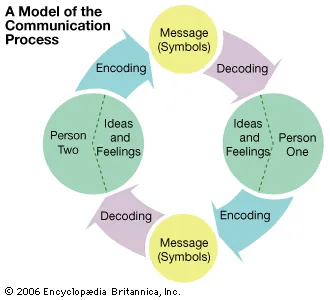 A Model of the
Communication
Process
Message
(Symbols)
Encoding
Decoding
Person
Two
Ideas
and
Feelings
Ideas
and
Feelings
Person
One
Decoding
Encoding
Message
(Symbols)
© 2006 Encyclopædia Britannica, Inc.